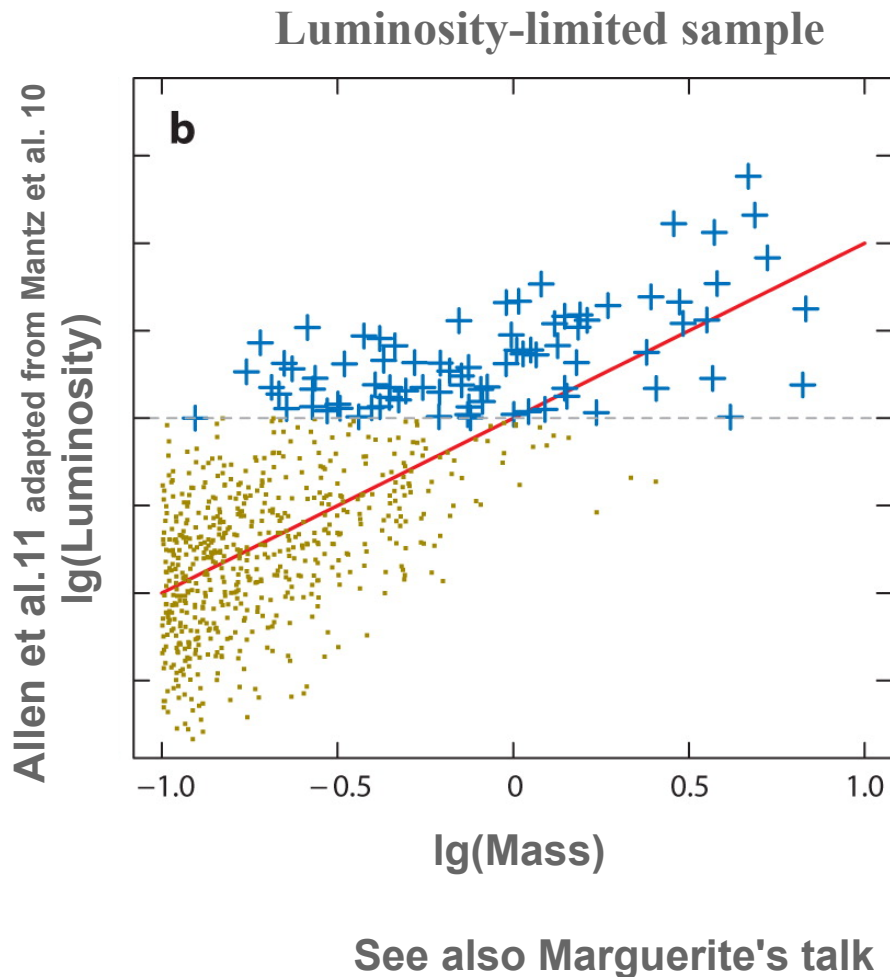 Luminosity-limited sample
Allen et al.11 adapted from Mantz et al. 10
lg(Luminosity)
b
−1.0 −0.5 0 0.5 1.0
lg(Mass)
See also Marguerite's talk